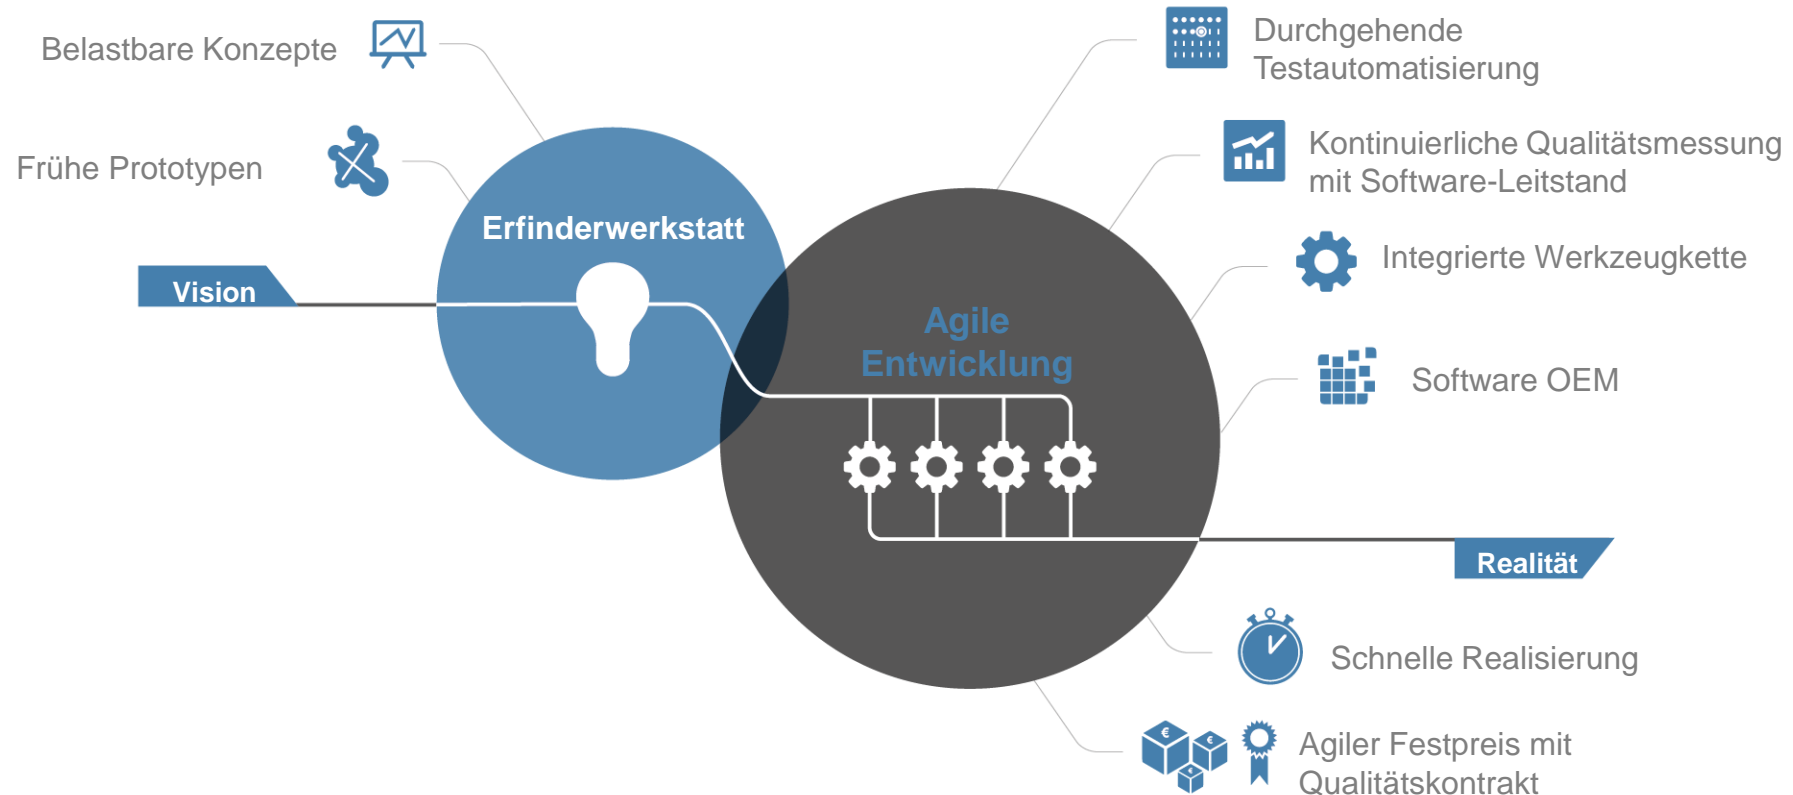 Belastbare Konzepte
Frühe Prototypen
Vision
Erfinderwerkstatt
Agile
Entwicklung
Durchgehende
Testautomatisierung
Kontinuierliche Qualitätsmessung
mit Software-Leitstand
Integrierte Werkzeugkette
Software OEM
Realität
Schnelle Realisierung
€
€
€
Agiler Festpreis mit
Qualitätskontrakt